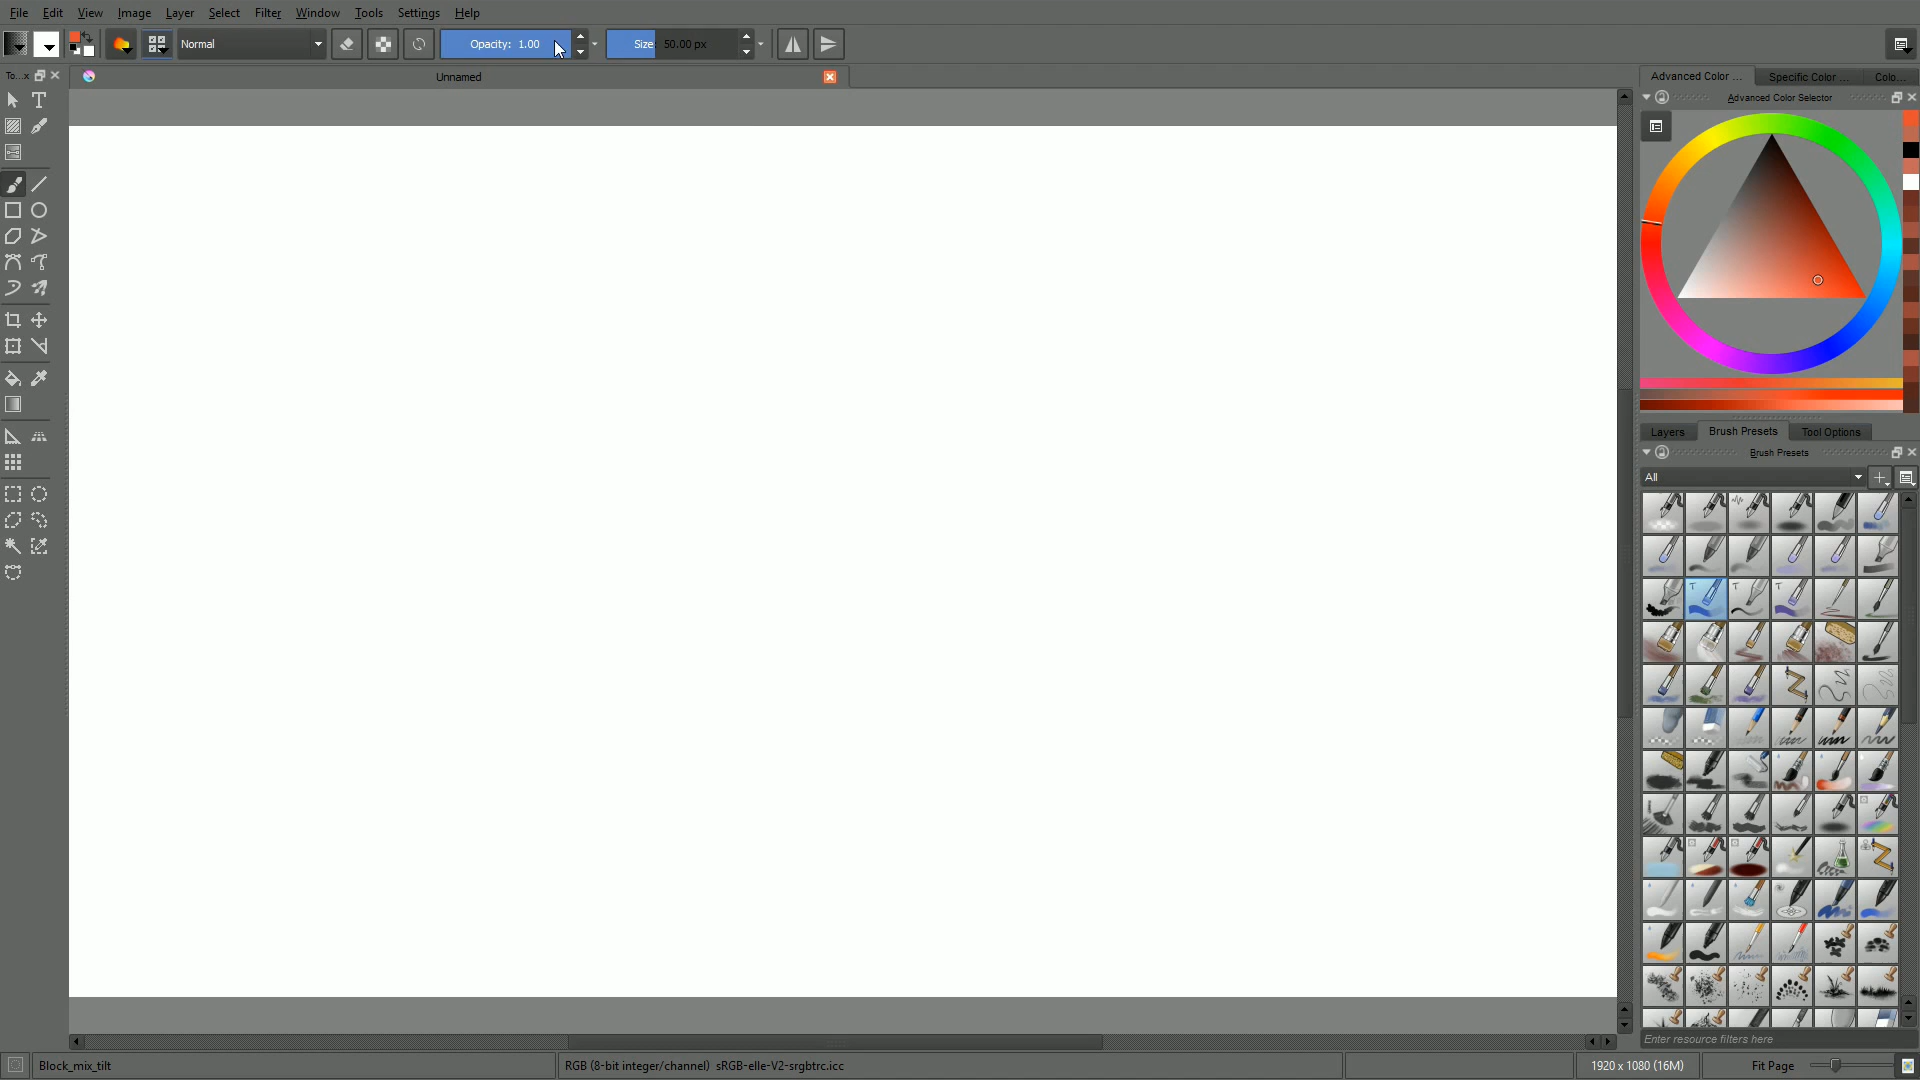 File Edit View Image Layer Select Filter Window Tools Settings Help
Normal
Opacity: 1.00
Size 50.00 px
To...x
Unnamed
Advanced Color ...
Specific Color ...
Colo...
Advanced Color Selector
Layers
Brush Presets
Tool Options
Brush Presets
All
Enter resource filters here
Block_mix_tilt
RGB (8-bit integer/channel) sRGB-elle-V2-srgbtrc.icc
1920 x 1080 (16M)
Fit Page